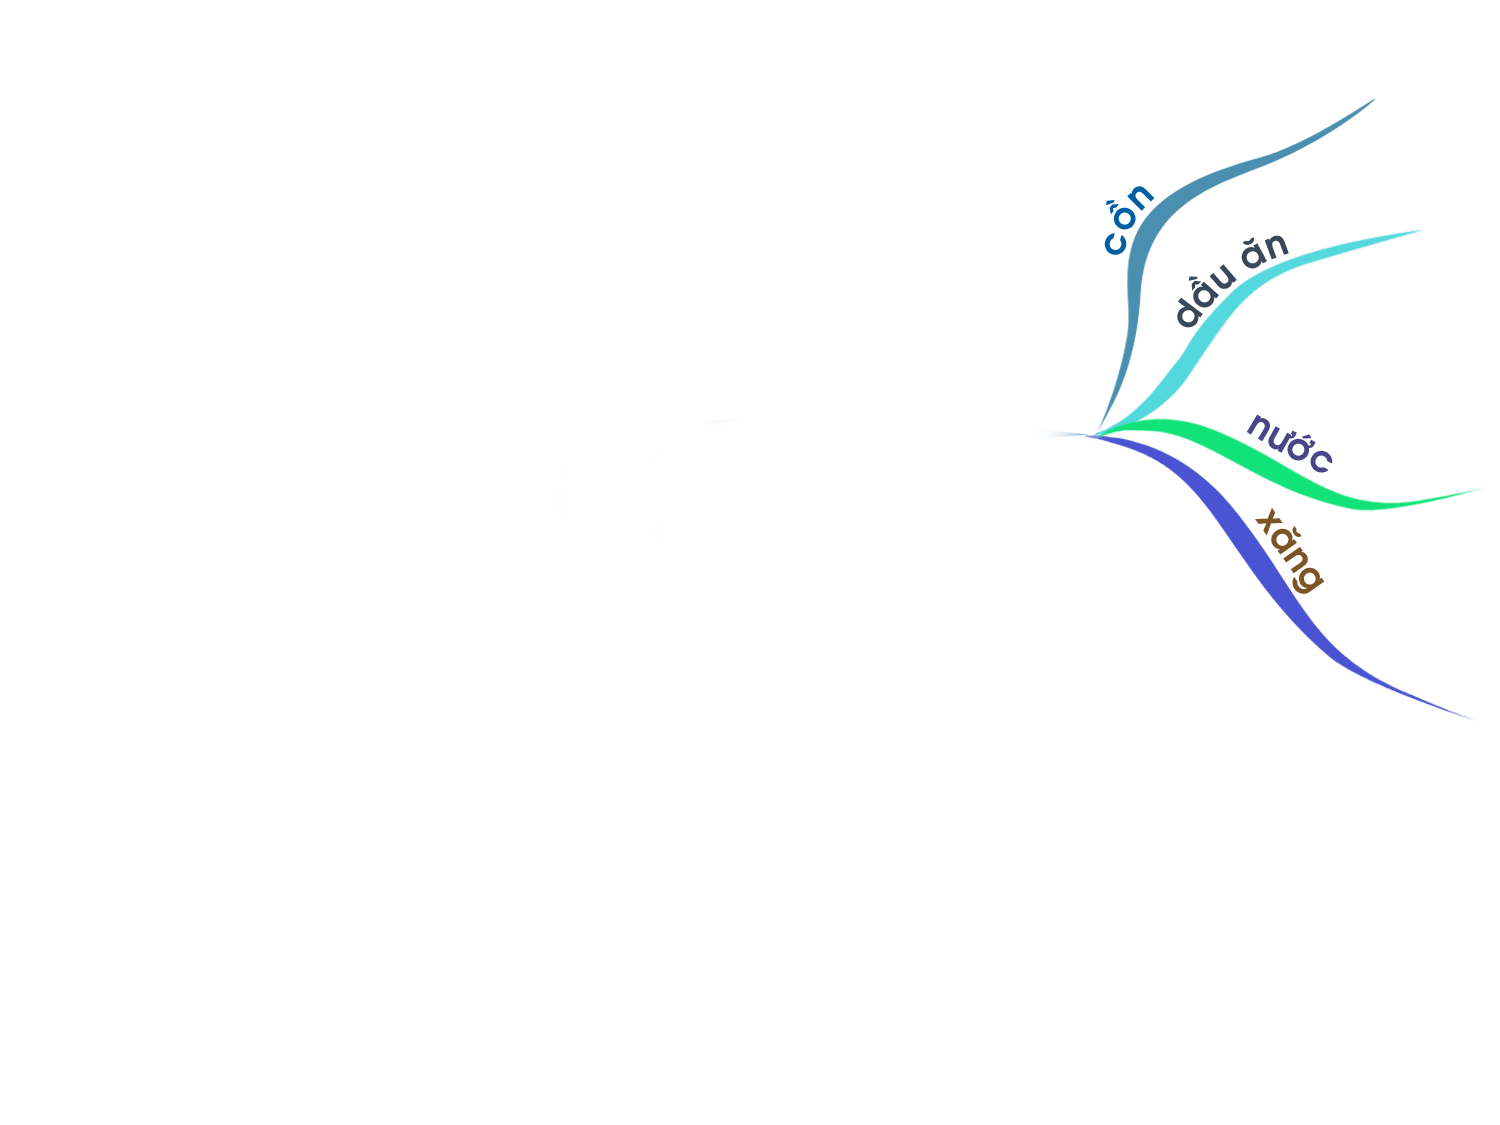 cồn
dầu ăn
nước
xăng